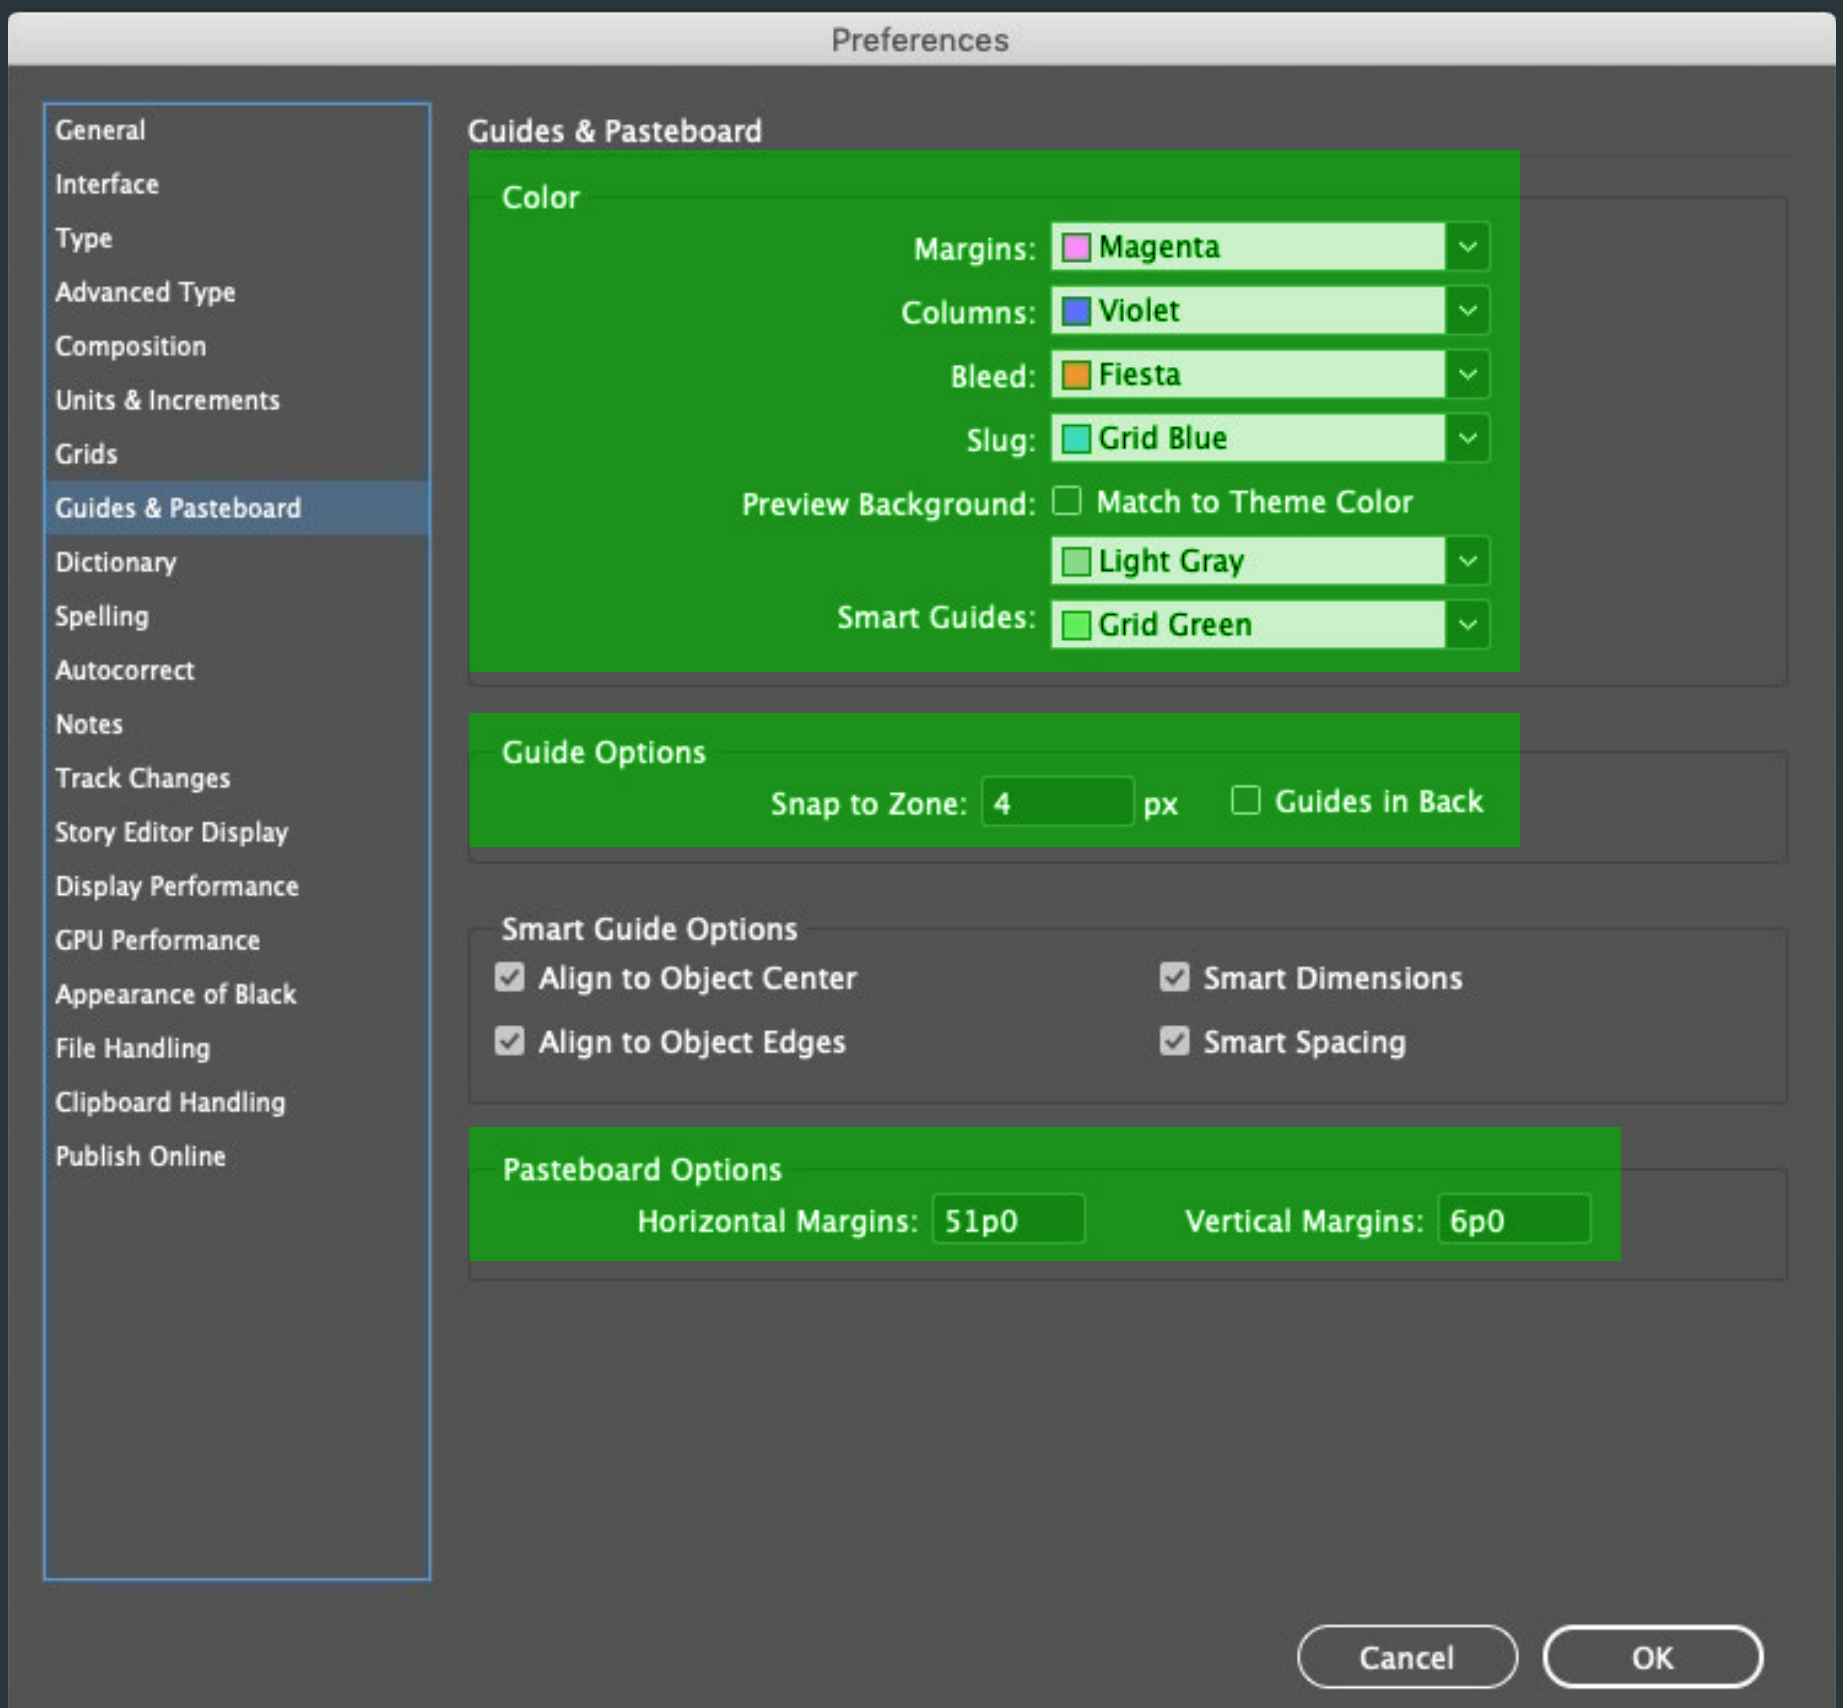 Preferences
General
Interface
Type
Advanced Type
Composition
Units & Increments
Grids
Guides & Pasteboard
Dictionary
Spelling
Autocorrect
Notes
Track Changes
Story Editor Display
Display Performance
GPU Performance
Appearance of Black
File Handling
Clipboard Handling
Publish Online
Guides & Pasteboard
Color
Margins: Magenta
Columns: Violet
Bleed: Fiesta
Slug: Grid Blue
Preview Background: Match to Theme Color
Light Gray
Smart Guides: Grid Green
Guide Options
Snap to Zone: 4 px Guides in Back
Smart Guide Options
Align to Object Center Smart Dimensions
Align to Object Edges Smart Spacing
Pasteboard Options
Horizontal Margins: 51p0 Vertical Margins: 6p0
Cancel OK